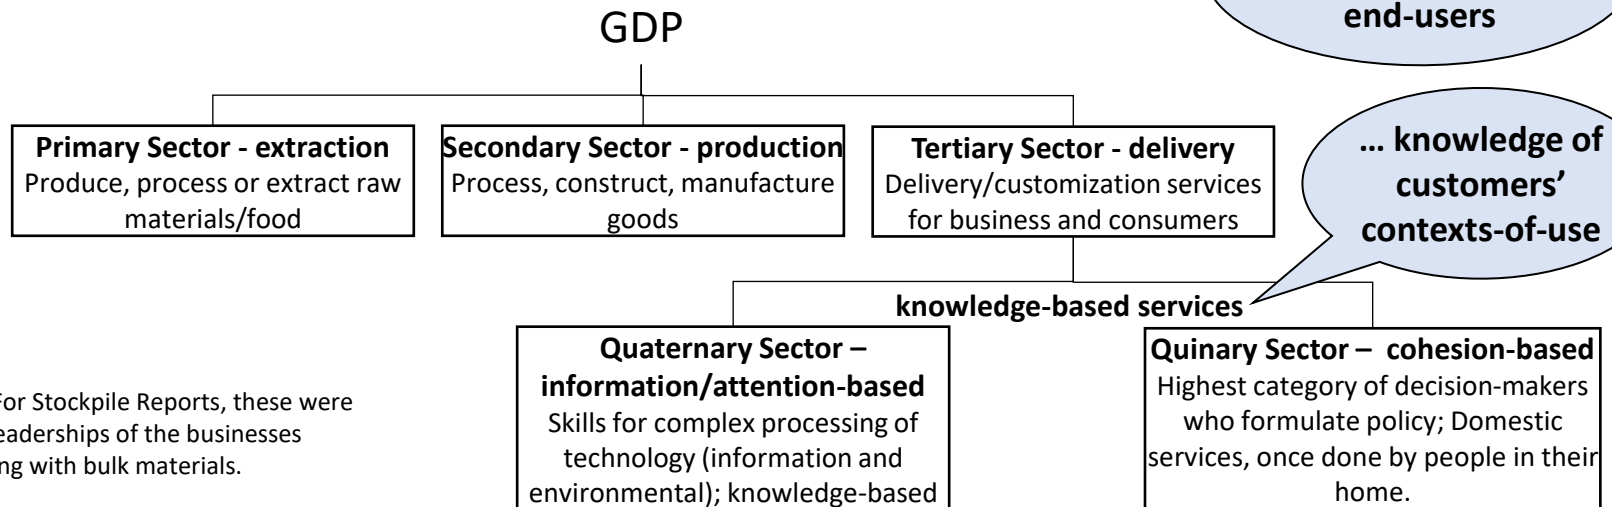 end-users
GDP
Primary Sector - extraction
Produce, process or extract raw
materials/food
Secondary Sector - production
Process, construct, manufacture
goods
Tertiary Sector - delivery
Delivery/customization services
for business and consumers
… knowledge of
customers’
contexts-of-use
knowledge-based services
Quaternary Sector –
information/attention-based
Skills for complex processing of
technology (information and
environmental); knowledge-based
Quinary Sector – cohesion-based
Highest category of decision-makers
who formulate policy; Domestic
services, once done by people in their
home.
For Stockpile Reports, these were
of the businesses
with bulk materials.